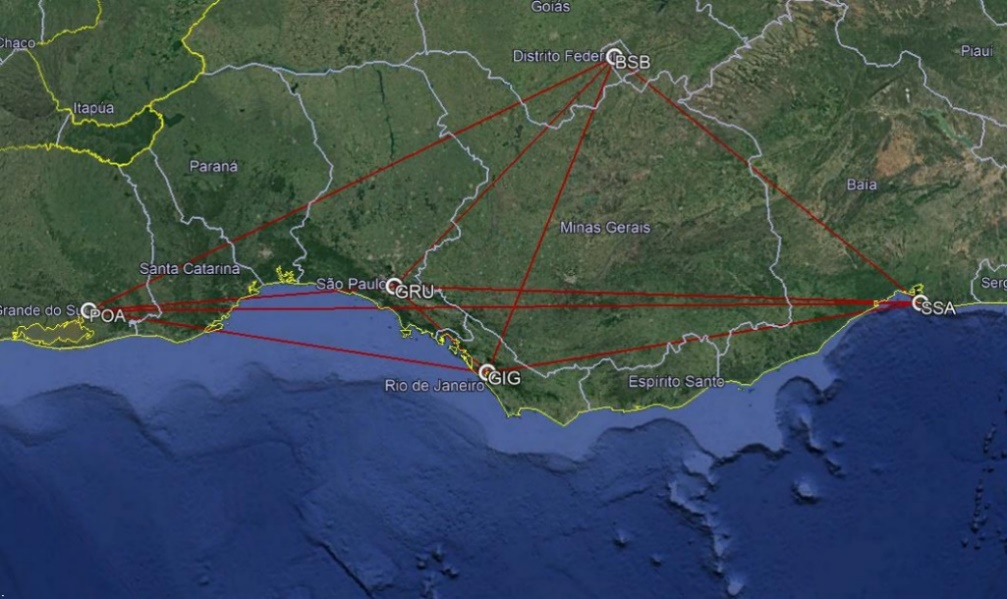 Goiás
Chaco
Distrito Feder
BSB
Piauí
Itapúa
Paraná
Baía
Minas Gerais
Santa Catarina
São Paulo
GRU
Serg
Grande do Su
POA
SSA
GIG
Rio de Janeiro
Espírito Santo